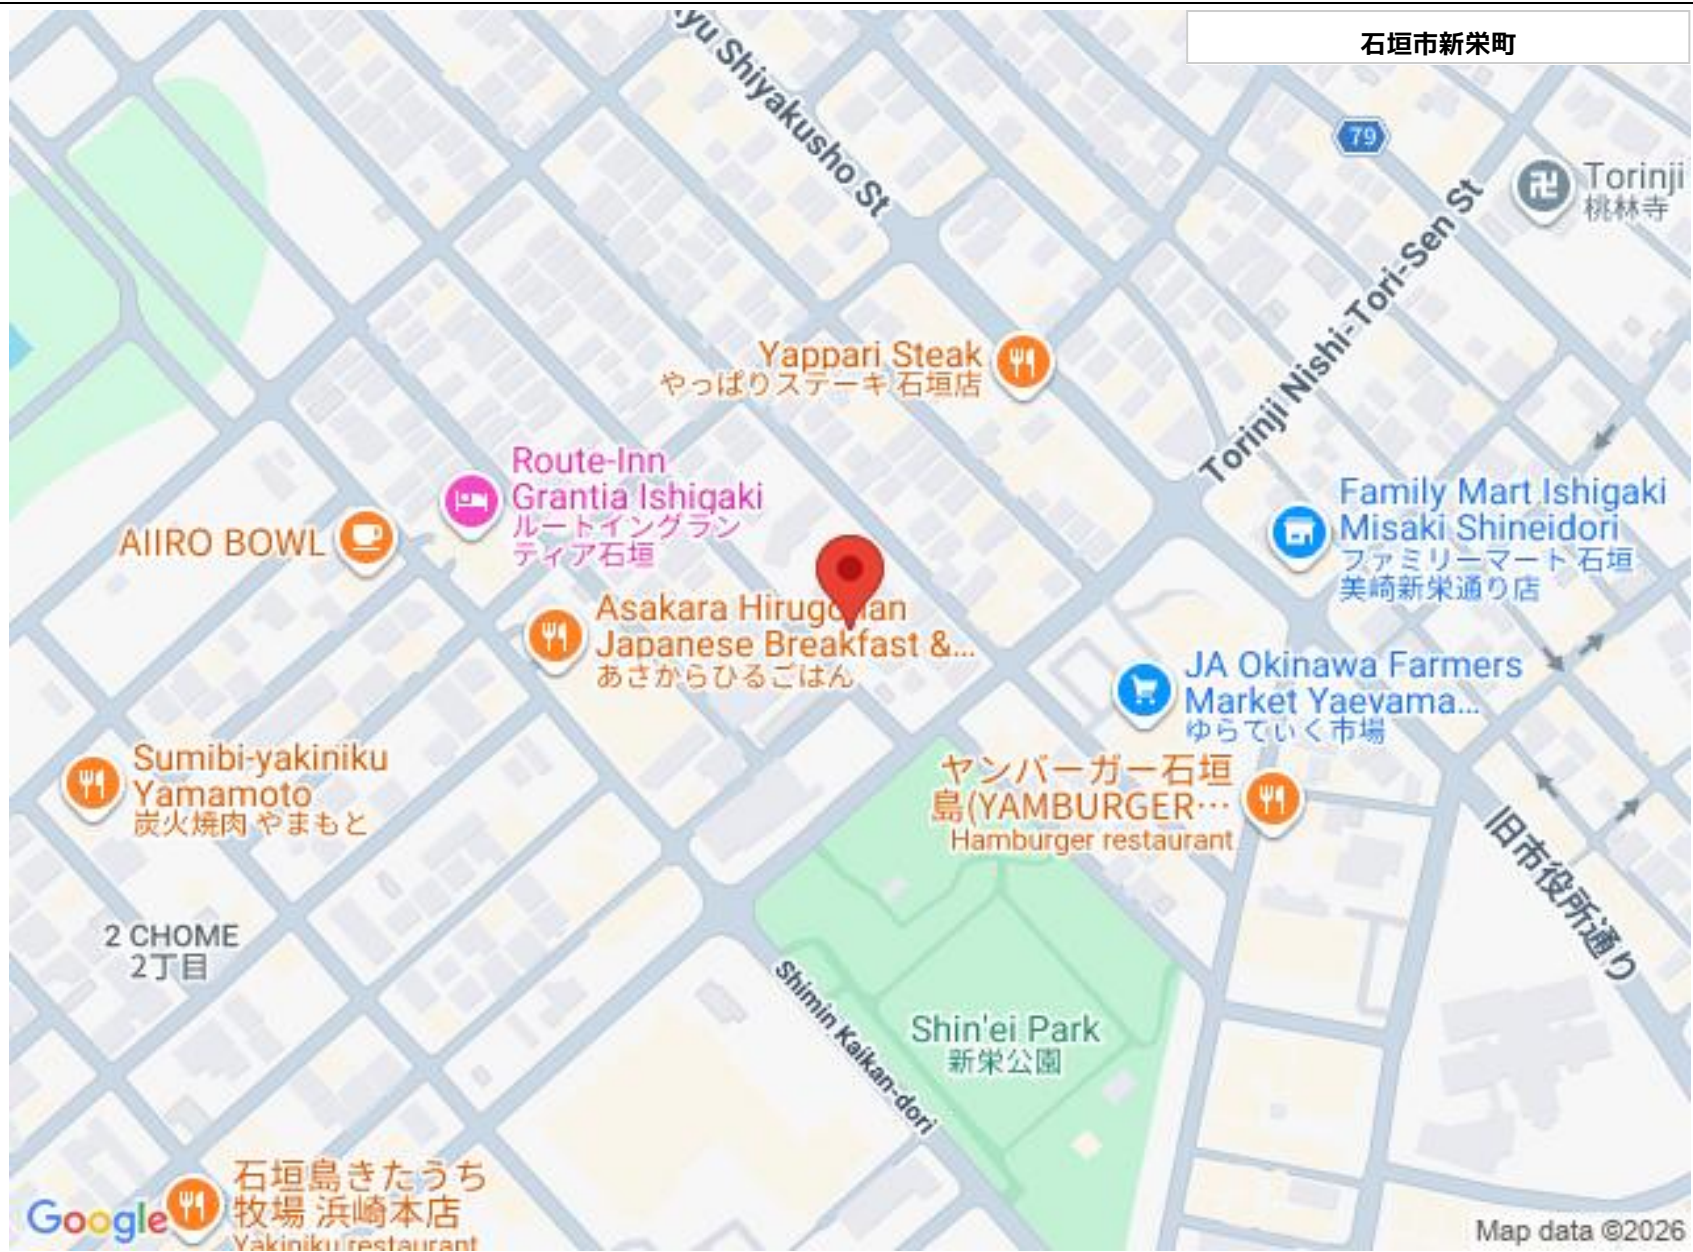 石垣市新栄町
yu Shiyakusho St
79
Torinji
桃林寺
Torinji Nishi-Tori-Sen St
Yappari Steak
やっぱりステーキ 石垣店
Route-Inn
Grantia Ishigaki
ルートイングラン
ティア石垣
AIIRO BOWL
Family Mart Ishigaki
Misaki Shineidori
ファミリーマート 石垣
美崎新栄通り店
Asakara
Japanese Breakfast &...
あさからひるごはん
JA Okinawa Farmers
Market Yaeyama...
ゆらてぃく市場
Sumibi-yakiniku
Yamamoto
炭火焼肉 やまもと
ヤンバーガー石垣
島(YAMBURGER…
Hamburger restaurant
旧市役所通り
2 CHOME
2丁目
Shimin Kaikan-dori
Shin'ei Park
新栄公園
石垣島きたうち
牧場 浜崎本店
Yakiniku restaurant
Google
Map data ©2026